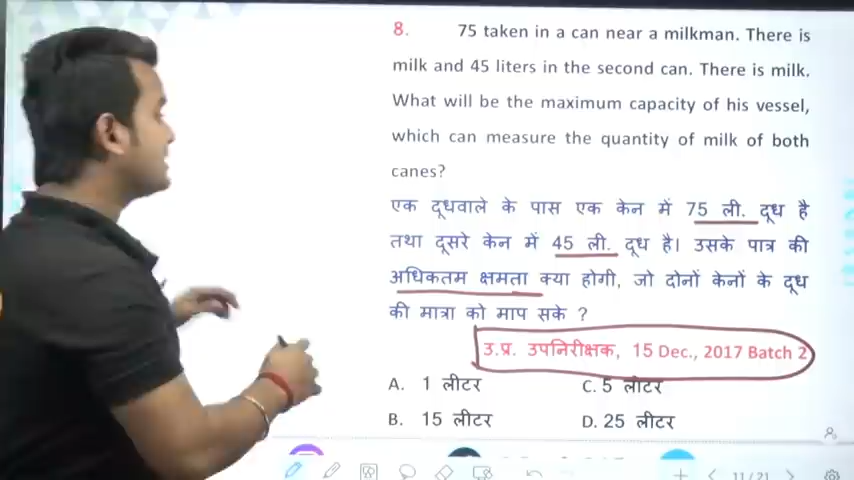 8. 75 taken in a can near a milkman. There is
milk and 45 liters in the second can. There is milk.
What will be the maximum capacity of his vessel,
which can measure the quantity of milk of both
canes?
एक दूधवाले के पास एक केन में 75 ली. दूध है
तथा दूसरे केन में 45 ली. दूध है। उसके पात्र की
अधिकतम क्षमता क्या होगी, जो दोनों केनों के दूध
की मात्रा को माप सके ?
उ.प्र. उपनिरीक्षक, 15 Dec., 2017 Batch 2
A. 1 लीटर C. 5 लीटर
B. 15 लीटर D. 25 लीटर
11/21